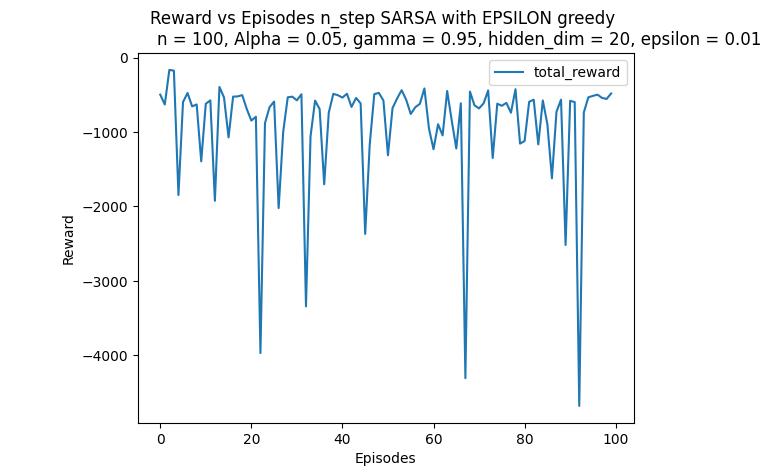 Reward vs Episodes n_step SARSA with EPSILON greedy
n = 100, Alpha = 0.05, gamma = 0.95, hidden_dim = 20, epsilon = 0.01
total_reward
0
−1000
−2000
−3000
−4000
Reward
0 20 40 60 80 100
Episodes